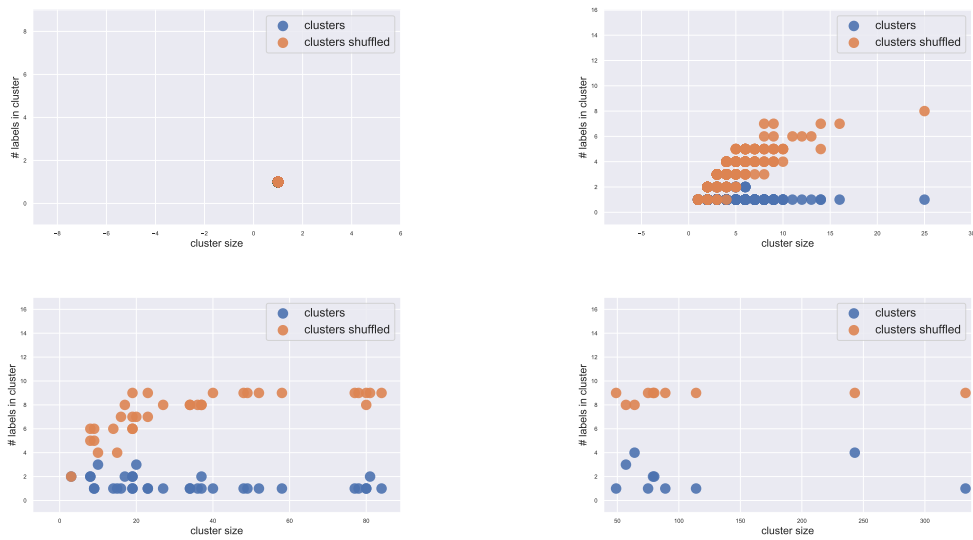 clusters
clusters shuffled
8
6
4
2
0
# labels in cluster
−8 −6 −4 −2 0 2 4 6
cluster size
clusters
clusters shuffled
16
14
12
10
8
6
4
2
0
# labels in cluster
−5 0 5 10 15 20 25 30
cluster size
clusters
clusters shuffled
16
14
12
10
8
6
4
2
0
# labels in cluster
0 20 40 60 80
cluster size
clusters
clusters shuffled
16
14
12
10
8
6
4
2
0
# labels in cluster
50 100 150 200 250 300
cluster size